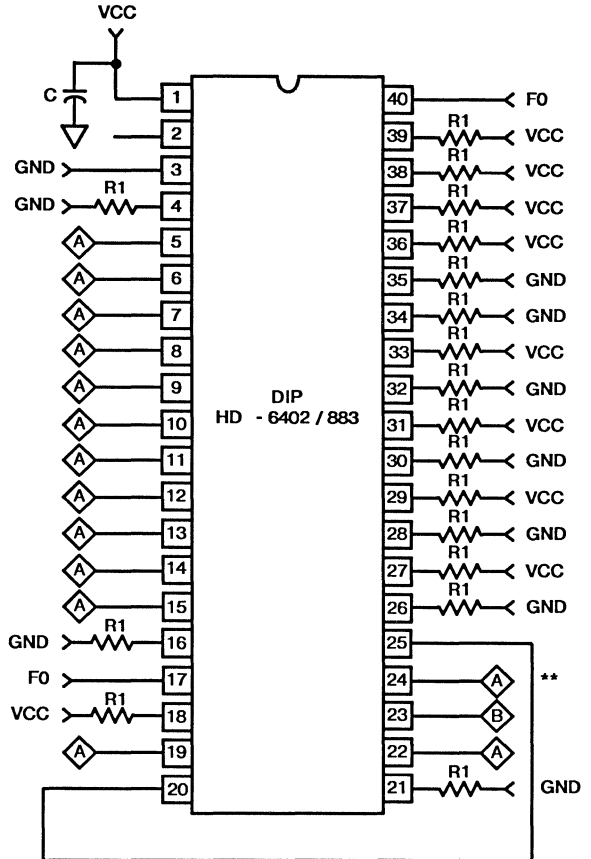 VCC
C
1 40 F0
2 39 R1 VCC
GND 3 38 R1 VCC
GND R1 4 37 R1 VCC
A 5 36 R1 VCC
A 6 35 R1 GND
A 7 34 R1 GND
A 8 33 R1 VCC
A 9 32 R1 GND
DIP
HD - 6402 / 883
A 10 31 R1 VCC
A 11 30 R1 GND
A 12 29 R1 VCC
A 13 28 R1 GND
A 14 27 R1 VCC
A 15 26 R1 GND
GND R1 16 25
F0 17 24 A **
VCC R1 18 23 B
A 19 22 A
20 21 R1 GND